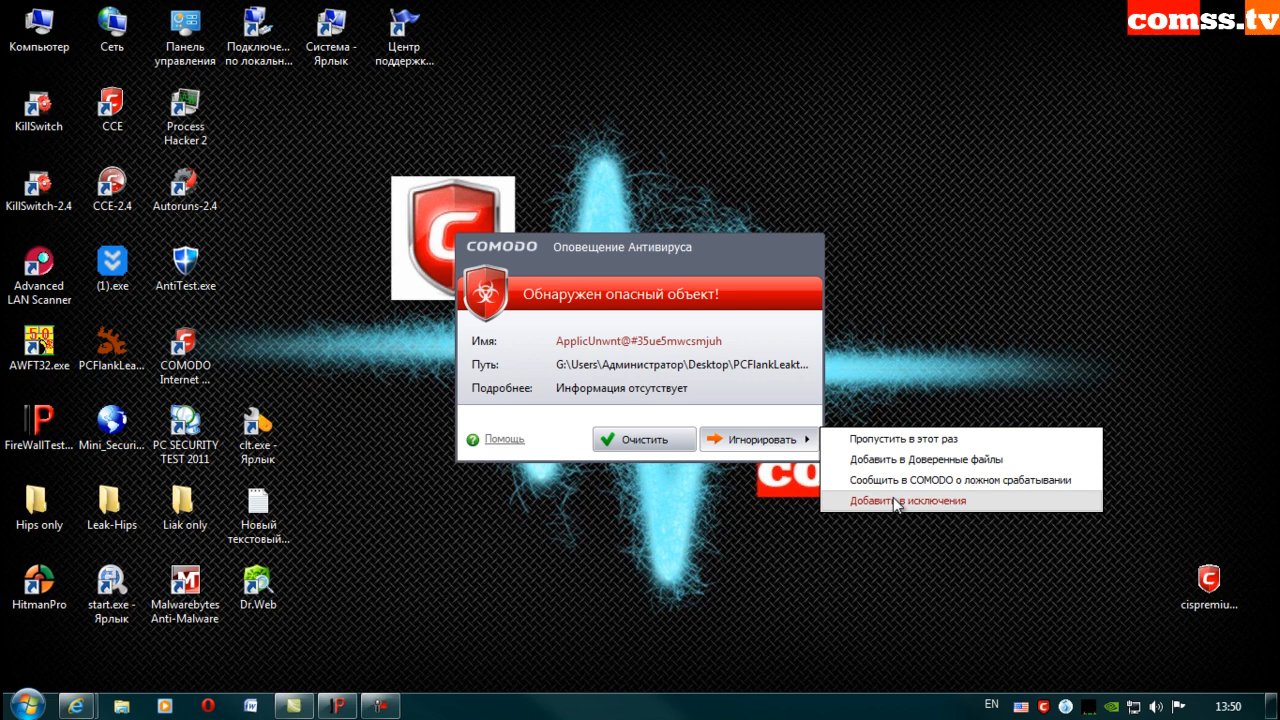 comss.tv
Компьютер
Сеть
Панель
управления
Подключе...
по локальн...
Система -
Ярлык
Центр
поддержк...
KillSwitch
CCE
Process
Hacker 2
KillSwitch-2.4
CCE-2.4
Autoruns-2.4
Advanced
LAN Scanner
(1).exe
AntiTest.exe
AWFT32.exe
PCFlankLea...
COMODO
Internet ...
FireWallTest...
Mini_Securi...
PC SECURITY
TEST 2011
clt.exe -
Ярлык
Hips only
Leak-Hips
Liak only
Новый
текстовый...
HitmanPro
start.exe -
Ярлык
Malwarebytes
Anti-Malware
Dr.Web
COMODO Оповещение Антивируса
Обнаружен опасный объект!
Имя: ApplicUnwnt@#35ue5mwcsmjuh
Путь: G:\Users\Администратор\Desktop\PCFlankLeakt...
Подробнее: Информация отсутствует
Помощь
Очистить
Игнорировать
Пропустить в этот раз
Добавить в Доверенные файлы
Сообщить в COMODO о ложном срабатывании
Добавить в исключения
cispremiu...
EN
13:50